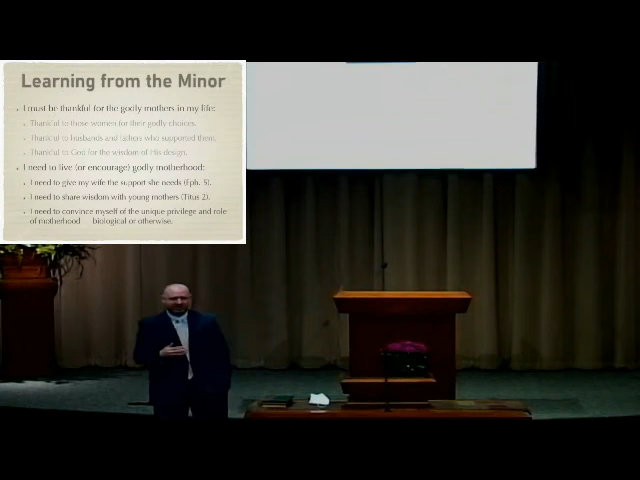 Learning from the Minor
I must be thankful for the godly mothers in my life:
Thankful to those women for their godly choices.
Thankful to husbands and fathers who supported them.
Thankful to God for the wisdom of His design.
I need to live (or encourage) godly motherhood:
I need to give my wife the support she needs (Eph. 5).
I need to share wisdom with young mothers (Titus 2).
I need to convince myself of the unique privilege and role
of motherhood biological or otherwise.